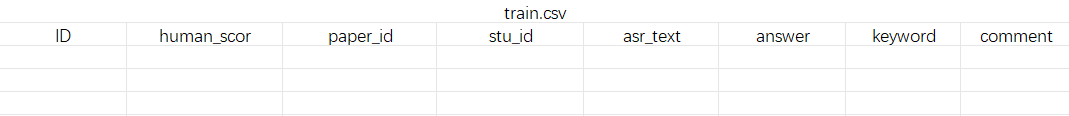 train.csv
ID human_scor paper_id stu_id asr_text answer keyword comment